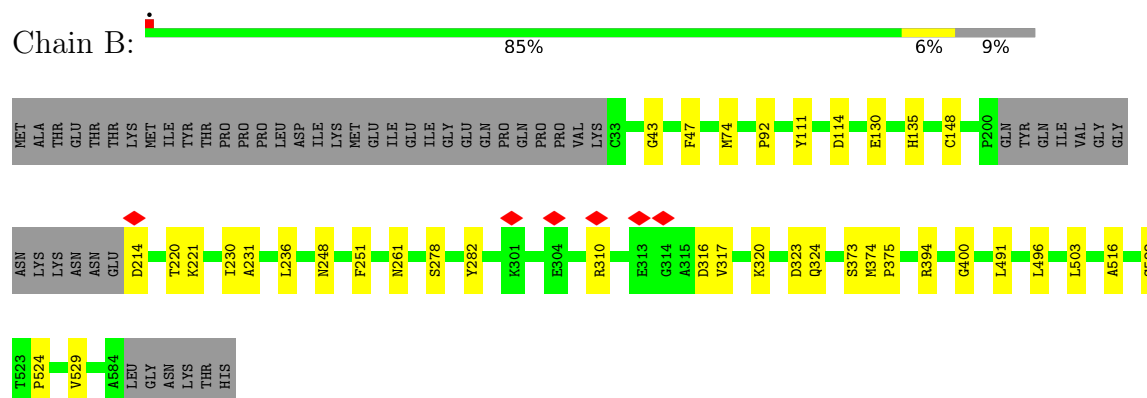 Chain B:
85% 6% 9%
MET ALA THR GLU THR THR LYS MET ILE TYR THR PRO PRO PRO LEU ASP ILE LYS MET GLU ILE GLU ILE GLY GLU GLN PRO GLN PRO PRO VAL LYS C33 G43 F47 M74 P92 Y111 D114 E130 H135 C148 P200 GLN TYR GLN ILE VAL GLY GLY
ASN LYS LYS ASN ASN GLU D214 T220 K221 I230 A231 L236 N248 F251 N261 S278 Y282 K301 E304 R310 E313 G314 A315 D316 V317 K320 D323 Q324 S373 M374 P375 R394 G400 L491 L496 L503 A516
T523 P524 V529 A584 LEU GLY ASN LYS THR HIS